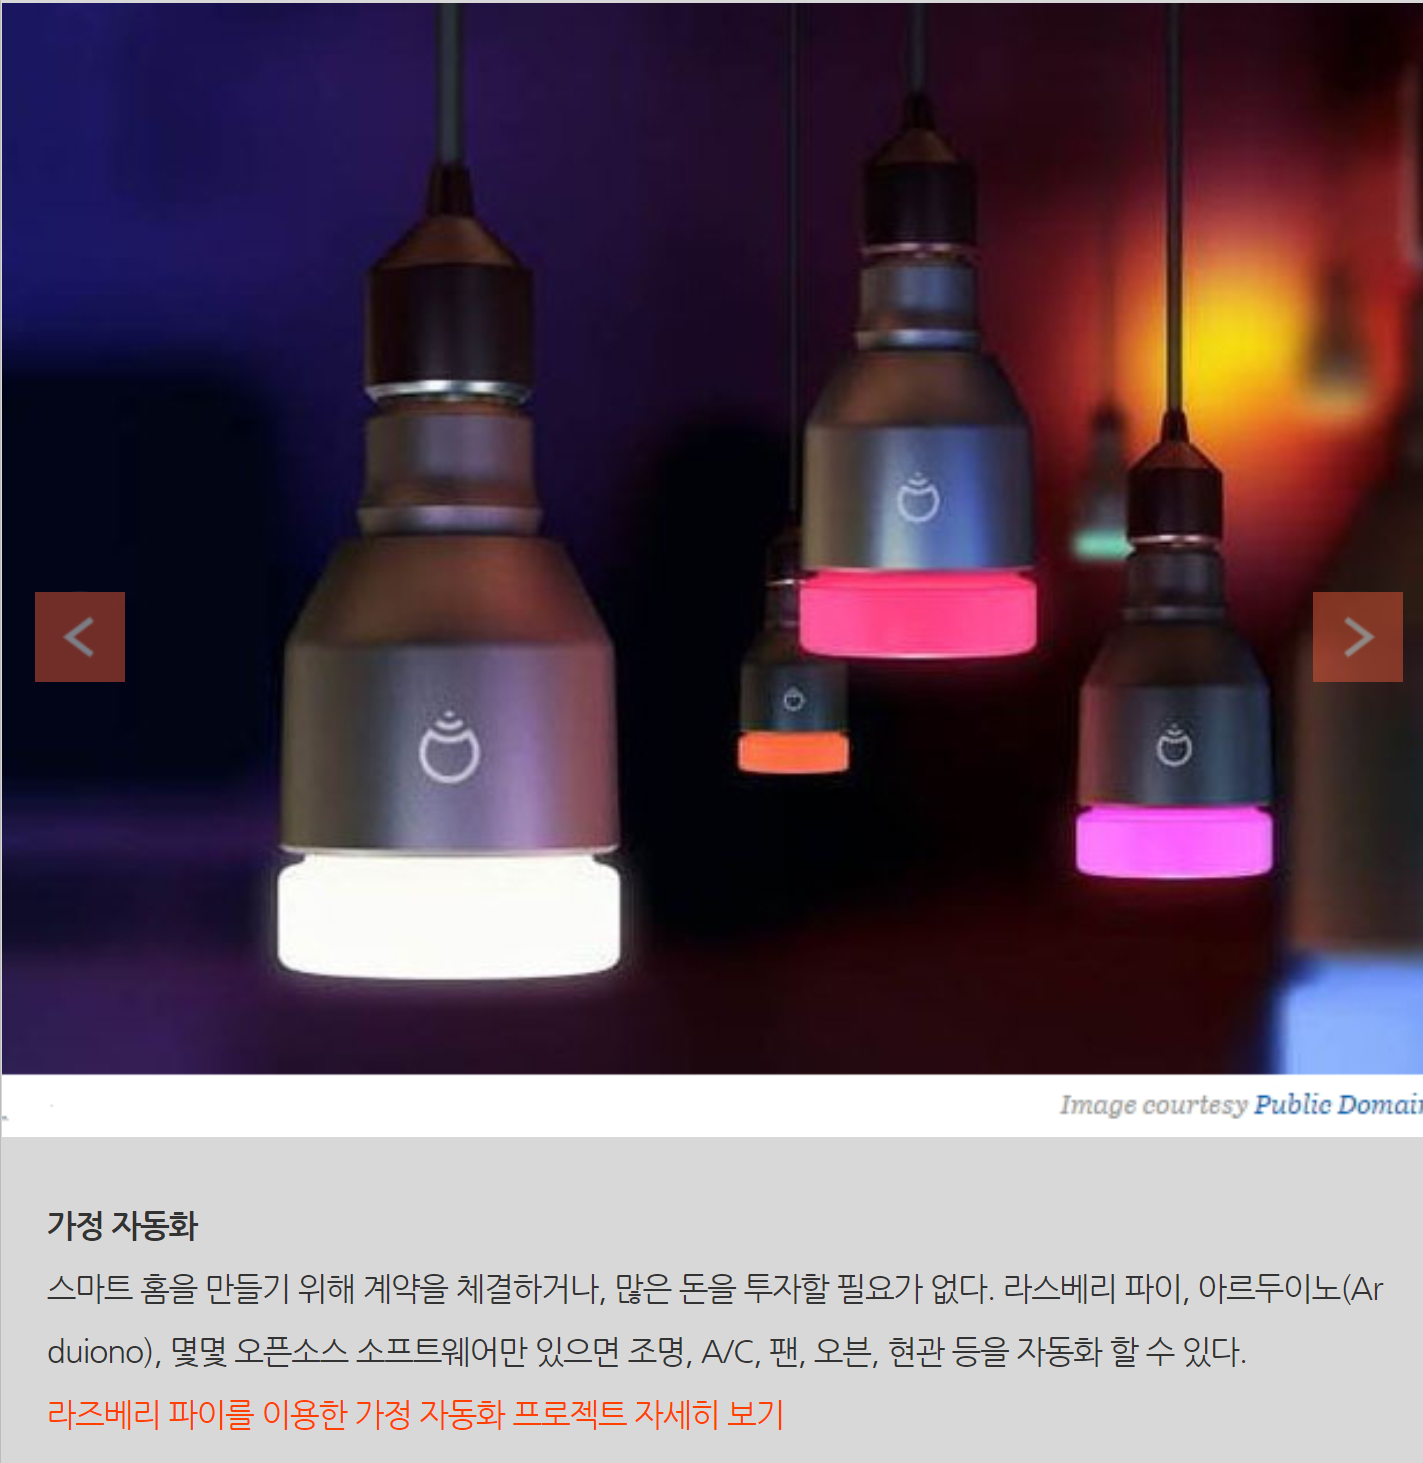 Image courtesy Public Domain
가정 자동화
스마트 홈을 만들기 위해 계약을 체결하거나, 많은 돈을 투자할 필요가 없다. 라스베리 파이, 아르두이노(Ar
duiono), 몇몇 오픈소스 소프트웨어만 있으면 조명, A/C, 팬, 오븐, 현관 등을 자동화 할 수 있다.
라즈베리 파이를 이용한 가정 자동화 프로젝트 자세히 보기